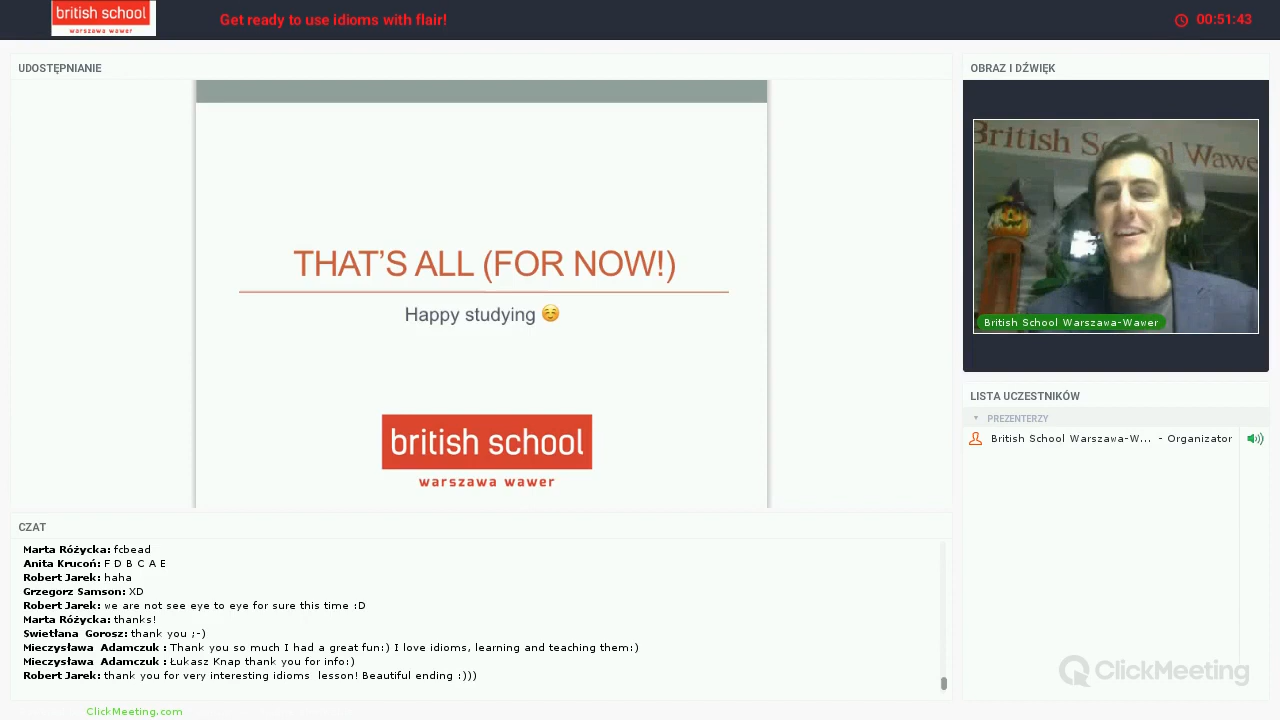 british school
warszawa wawer
Get ready to use idioms with flair!
00:51:43
UDOSTĘPNIANIE
THAT'S ALL (FOR NOW!)
Happy studying ☺️
british school
warszawa wawer
OBRAZ I DŹWIĘK
British School Wawe
British School Warszawa-Wawer
LISTA UCZESTNIKÓW
PREZENTERZY
British School Warszawa-W... - Organizator
CZAT
Marta Różycka: fcbead
Anita Krucoń: F D B C A E
Robert Jarek: haha
Grzegorz Samson: XD
Robert Jarek: we are not see eye to eye for sure this time :D
Marta Różycka: thanks!
Swietłana Gorosz: thank you ;-)
Mieczysława Adamczuk : Thank you so much I had a great fun:) I love idioms, learning and teaching them:)
Mieczysława Adamczuk : Łukasz Knap thank you for info:)
Robert Jarek: thank you for very interesting idioms lesson! Beautiful ending :)))
ClickMeeting
ClickMeeting.com